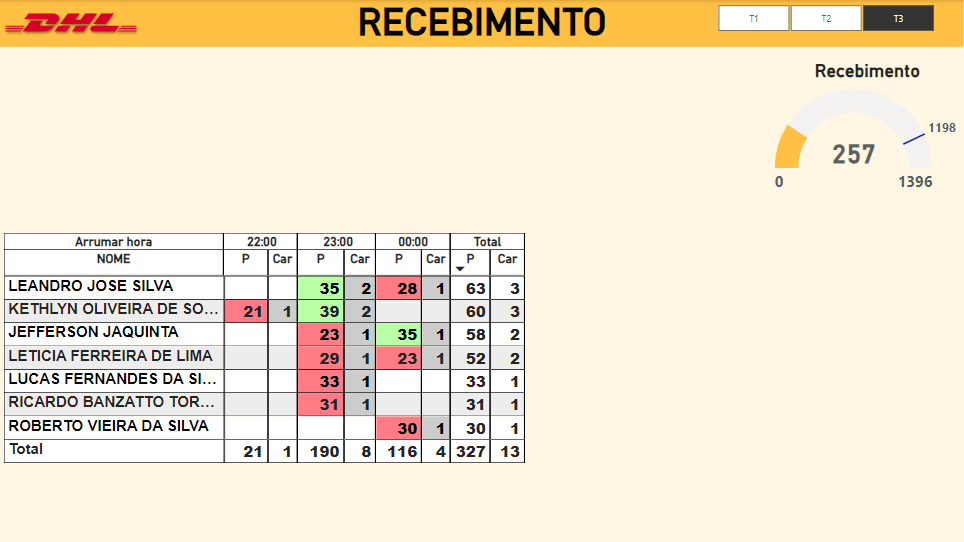 DHL RECEBIMENTO T1 T2 T3
Recebimento
1198
257
0 1396
Arrumar hora 22:00 23:00 00:00 Total
NOME P Car P Car P Car P Car
LEANDRO JOSE SILVA 35 2 28 1 63 3
KETHLYN OLIVEIRA DE SO... 21 1 39 2 60 3
JEFFERSON JAQUINTA 23 1 35 1 58 2
LETICIA FERREIRA DE LIMA 29 1 23 1 52 2
LUCAS FERNANDES DA SI... 33 1 33 1
RICARDO BANZATTO TOR... 31 1 31 1
ROBERTO VIEIRA DA SILVA 30 1 30 1
Total 21 1 190 8 116 4 327 13